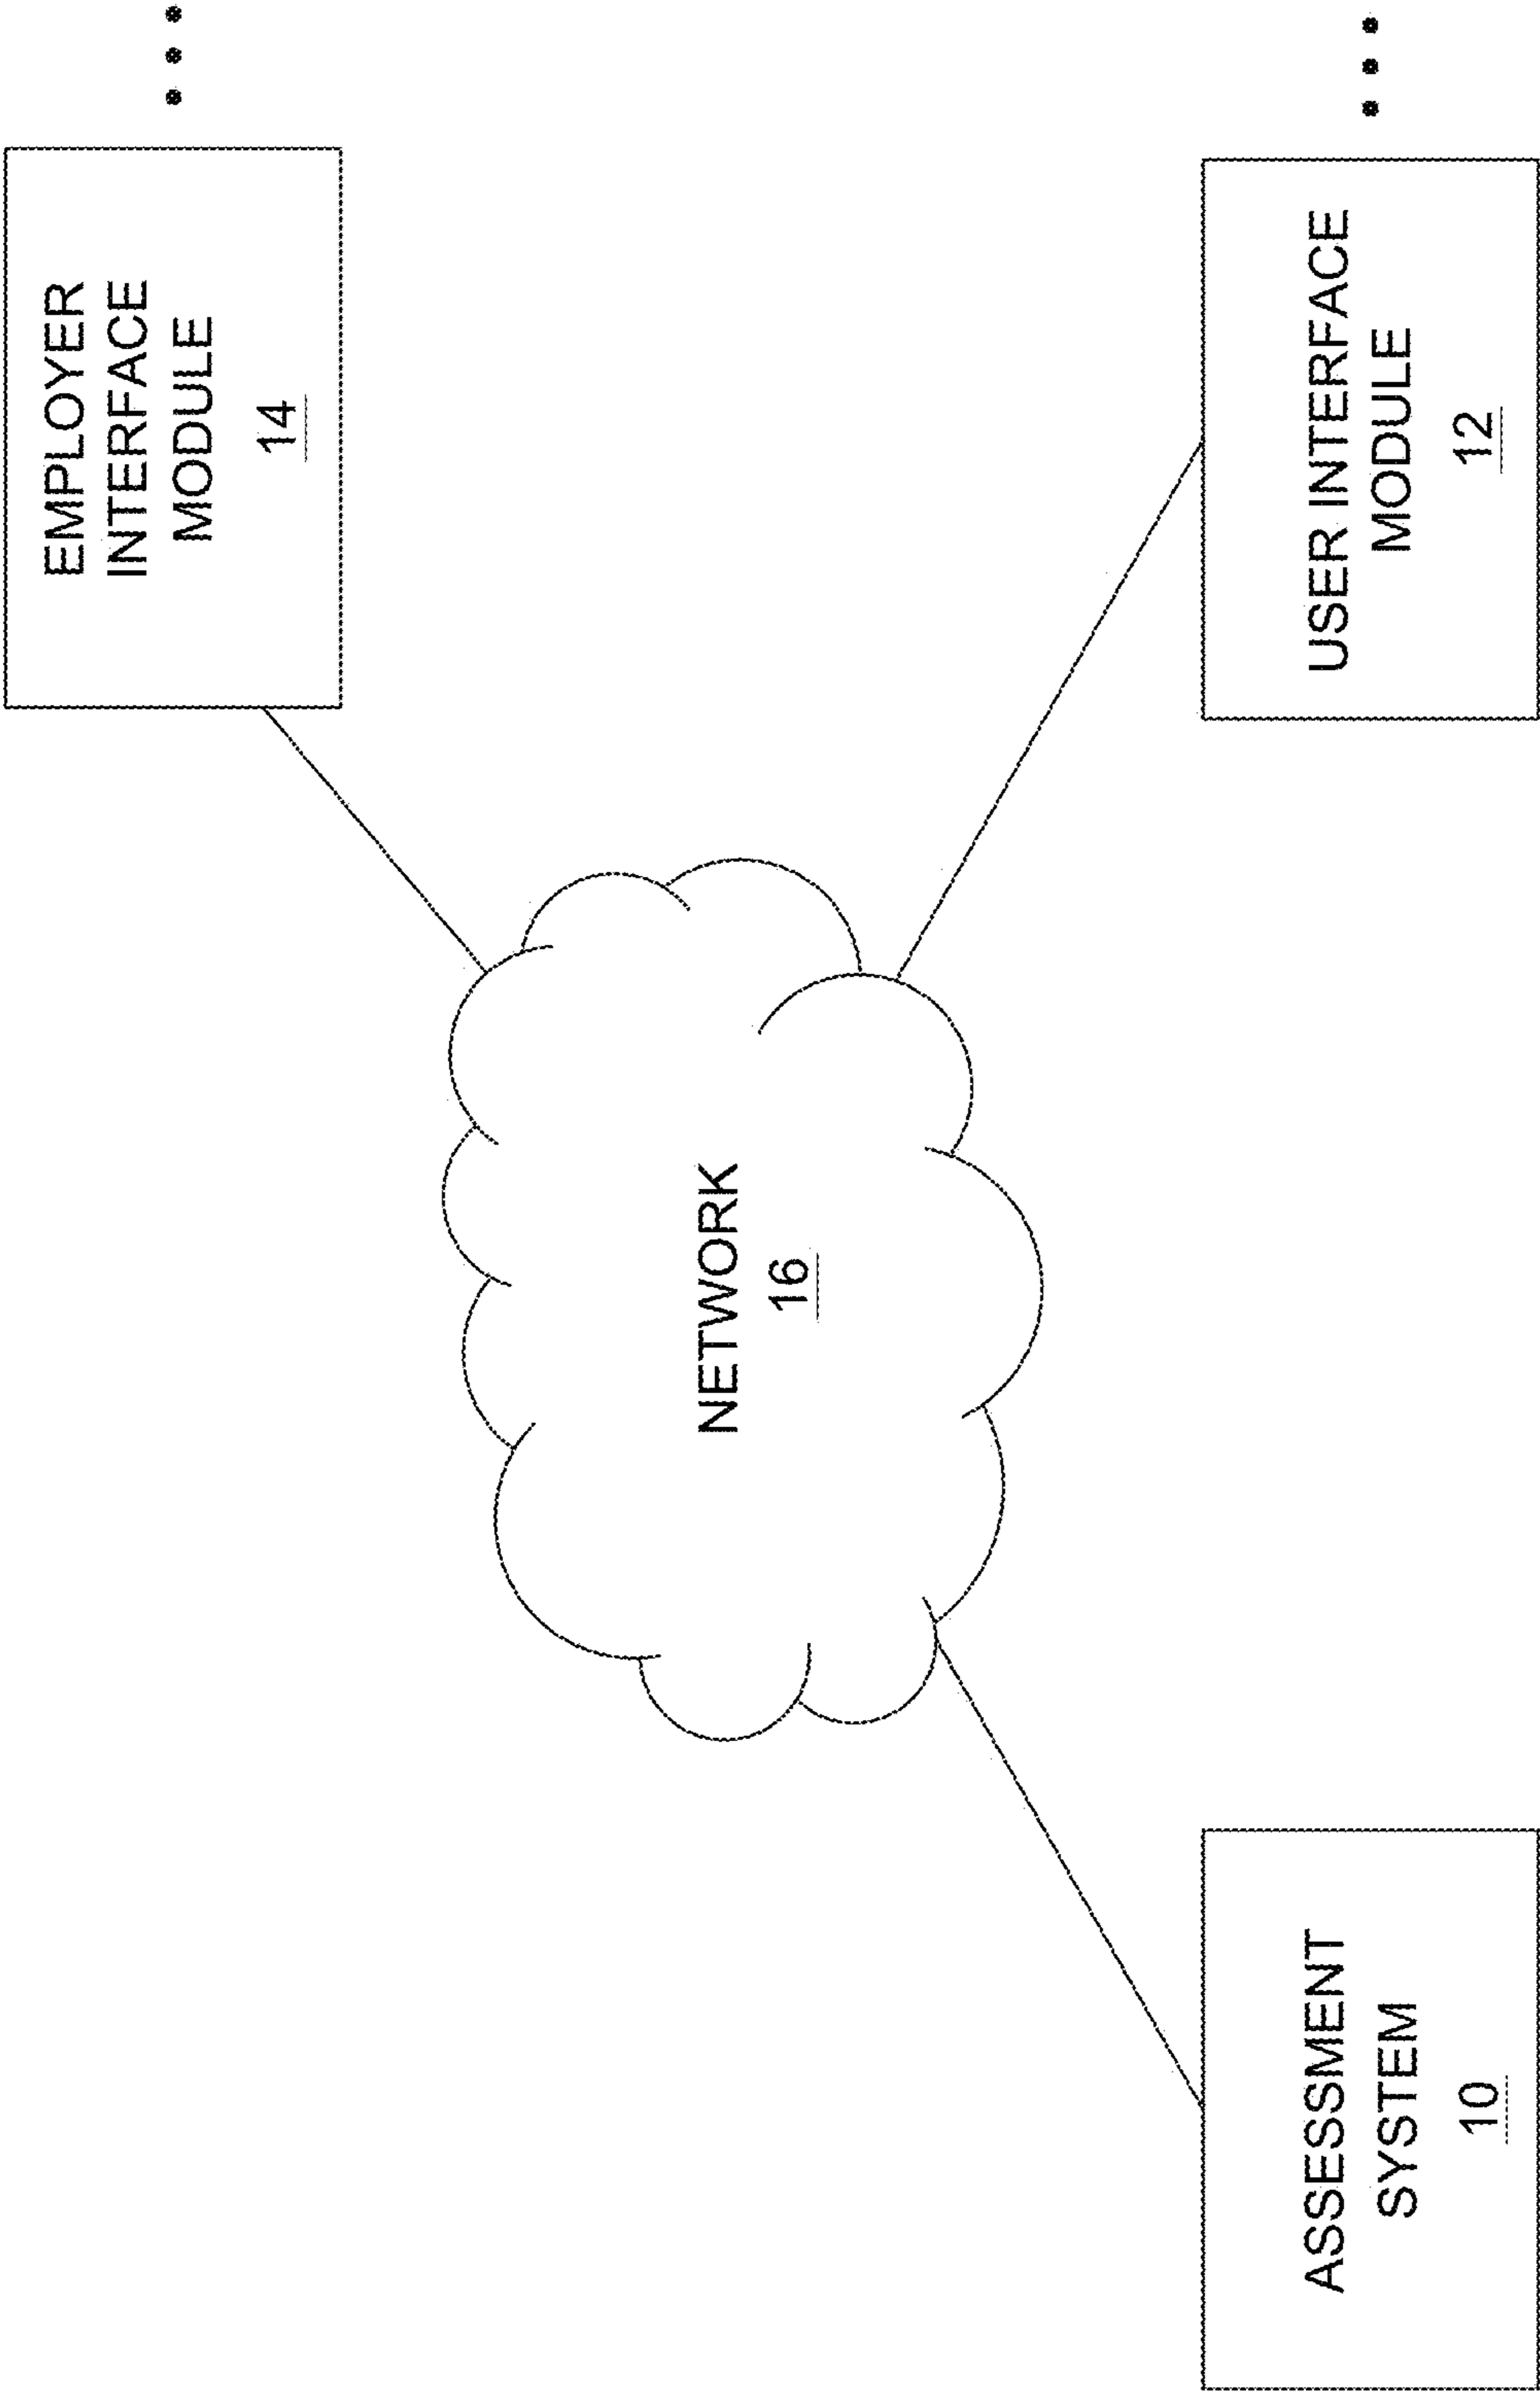 EMPLOYER
INTERFACE
MODULE
14
NETWORK
16
ASSESSMENT
SYSTEM
10
USER INTERFACE
MODULE
12